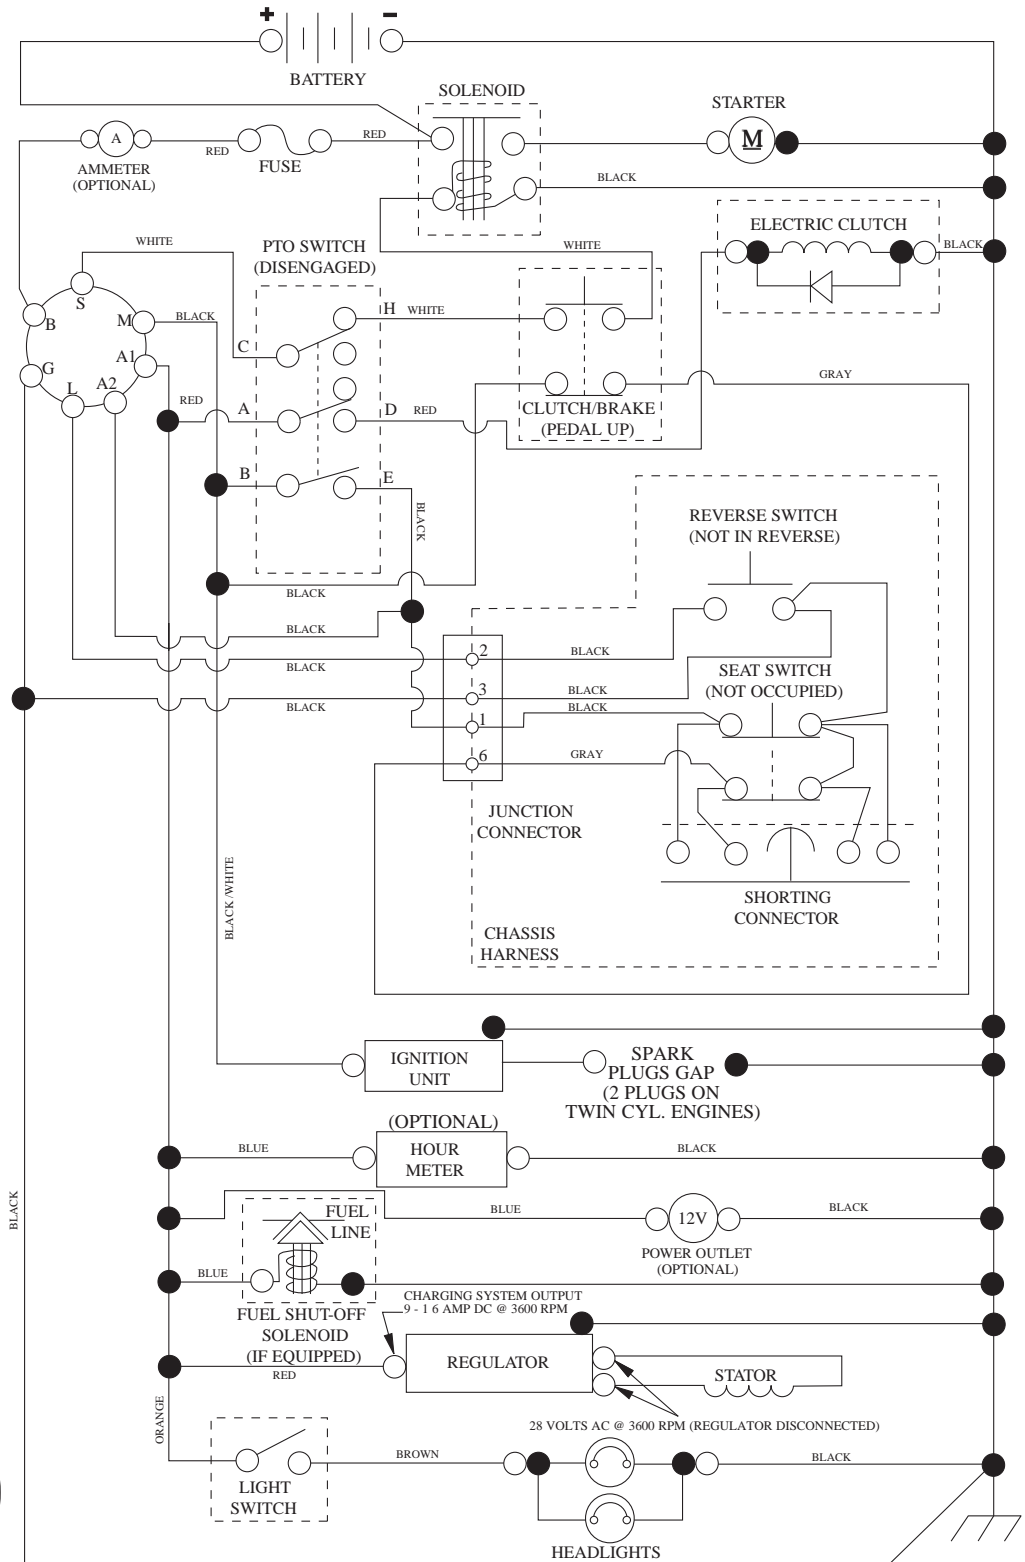 + −
BATTERY
SOLENOID
STARTER
A
RED
FUSE
RED
M
AMMETER
(OPTIONAL)
BLACK
WHITE
PTO SWITCH
(DISENGAGED)
WHITE
ELECTRIC CLUTCH
BLACK
S
B
M
BLACK
H
WHITE
G
A1
C
L
A2
RED
A
D
RED
GRAY
CLUTCH/BRAKE
(PEDAL UP)
B
E
BLACK
REVERSE SWITCH
(NOT IN REVERSE)
BLACK
BLACK
BLACK
2
BLACK
SEAT SWITCH
(NOT OCCUPIED)
3
BLACK
BLACK
BLACK
1
6
GRAY
JUNCTION
CONNECTOR
BLACK /WHITE
SHORTING
CONNECTOR
CHASSIS
HARNESS
IGNITION
UNIT
SPARK
PLUGS GAP
(2 PLUGS ON
TWIN CYL. ENGINES)
(OPTIONAL)
BLUE
HOUR
METER
BLACK
BLACK
FUEL
LINE
BLUE
12V
BLACK
POWER OUTLET
(OPTIONAL)
BLUE
CHARGING SYSTEM OUTPUT
9 - 1 6 AMP DC @ 3600 RPM
FUEL SHUT-OFF
SOLENOID
(IF EQUIPPED)
RED
REGULATOR
STATOR
ORANGE
28 VOLTS AC @ 3600 RPM (REGULATOR DISCONNECTED)
BROWN
BLACK
LIGHT
SWITCH
HEADLIGHTS